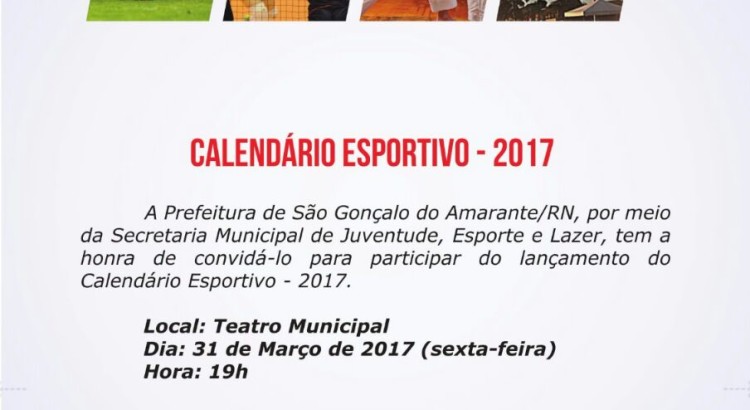 CALENDÁRIO ESPORTIVO - 2017
A Prefeitura de São Gonçalo do Amarante/RN, por meio
da Secretaria Municipal de Juventude, Esporte e Lazer, tem a
honra de convidá-lo para participar do lançamento do
Calendário Esportivo - 2017.
Local: Teatro Municipal
Dia: 31 de Março de 2017 (sexta-feira)
Hora: 19h